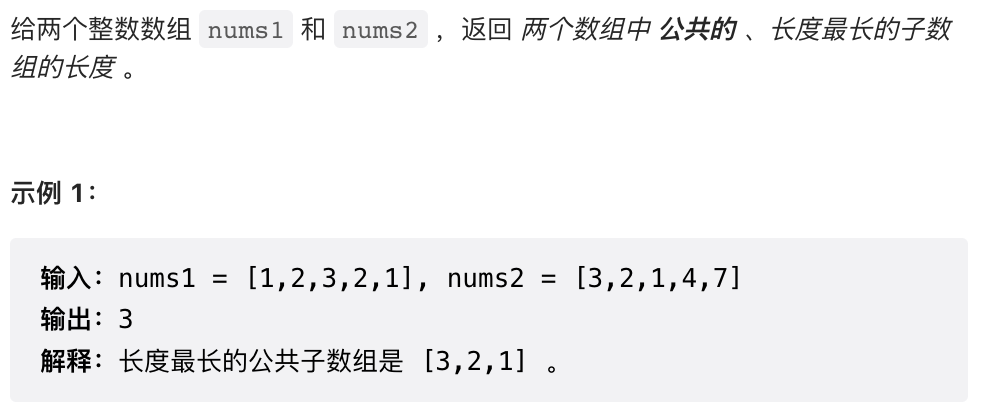 给两个整数数组 nums1 和 nums2 ，返回 两个数组中 公共的 、长度最长的子数
组的长度 。
示例 1：
输入：nums1 = [1,2,3,2,1], nums2 = [3,2,1,4,7]
输出：3
解释：长度最长的公共子数组是 [3,2,1] 。